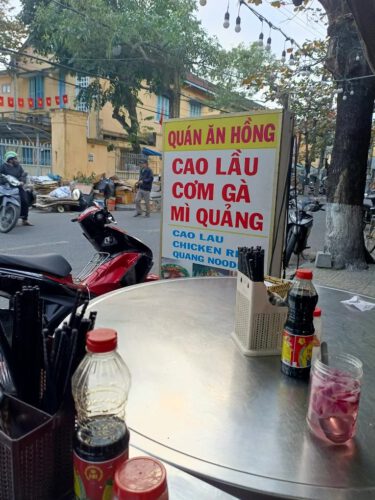 QUÁN ĂN HỒNG
CAO LẦU
CƠM GÀ
MÌ QUẢNG
CAO LAU
CHICKEN RI
QUANG NOOD